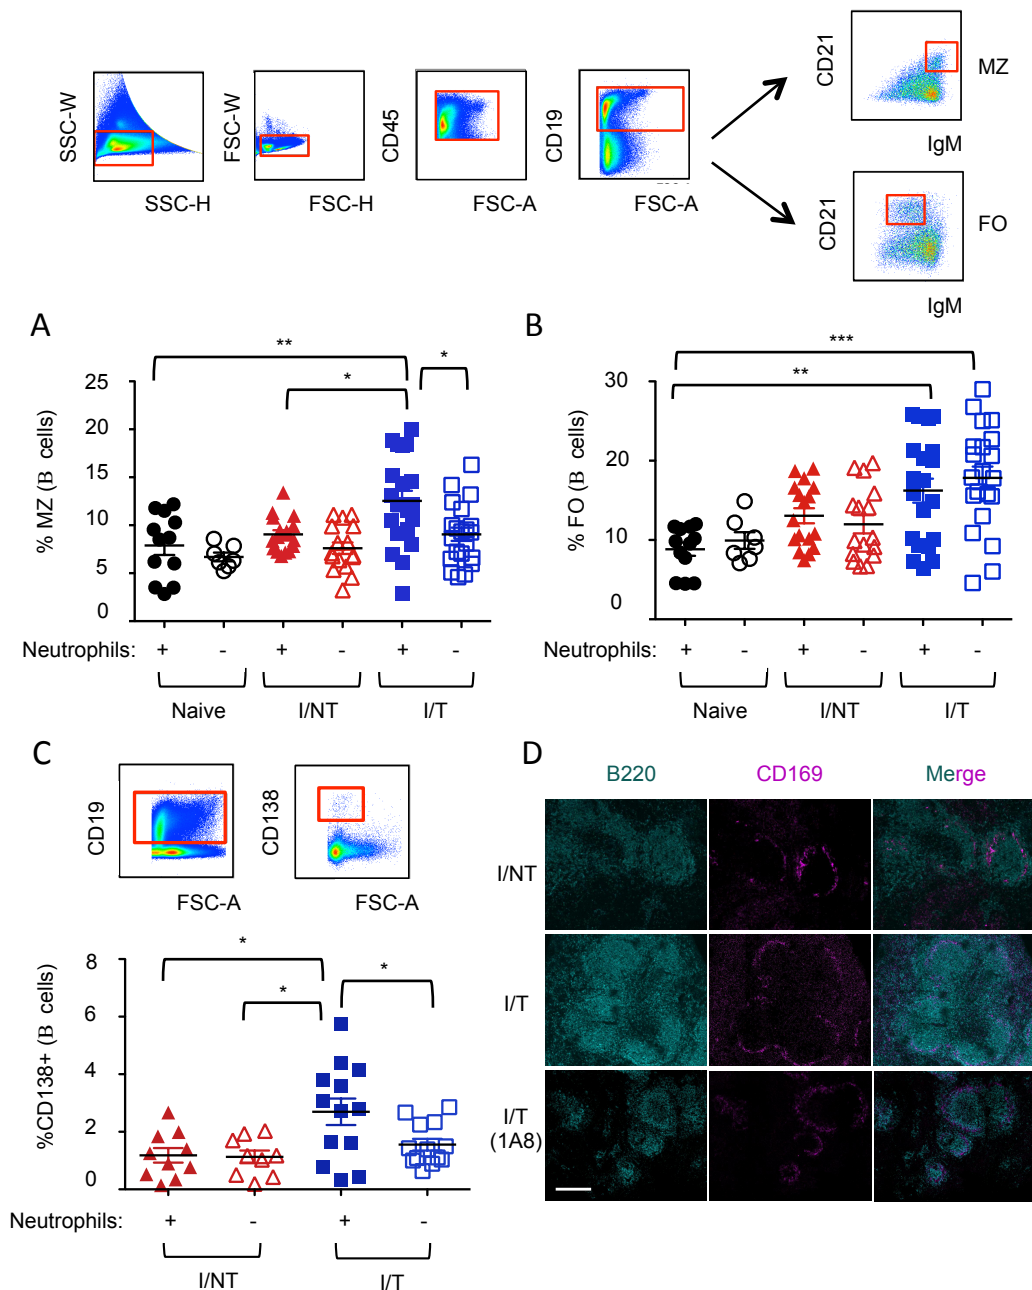 SSC-W
SSC-H
FSC-W
FSC-H
CD45
FSC-A
CD19
FSC-A
CD21
MZ
IgM
CD21
FO
IgM
A
**
*
*
% MZ (B cells)
25
20
15
10
5
0
Neutrophils: + - + - + -
Naive I/NT I/T
B
***
**
% FO (B cells)
30
20
10
0
+ - + - + -
Naive I/NT I/T
C
CD19
FSC-A
CD138
FSC-A
*
*
*
%CD138+ (B cells)
8
6
4
2
0
Neutrophils: + - + -
I/NT I/T
D
B220 CD169 Merge
I/NT
I/T
I/T
(1A8)